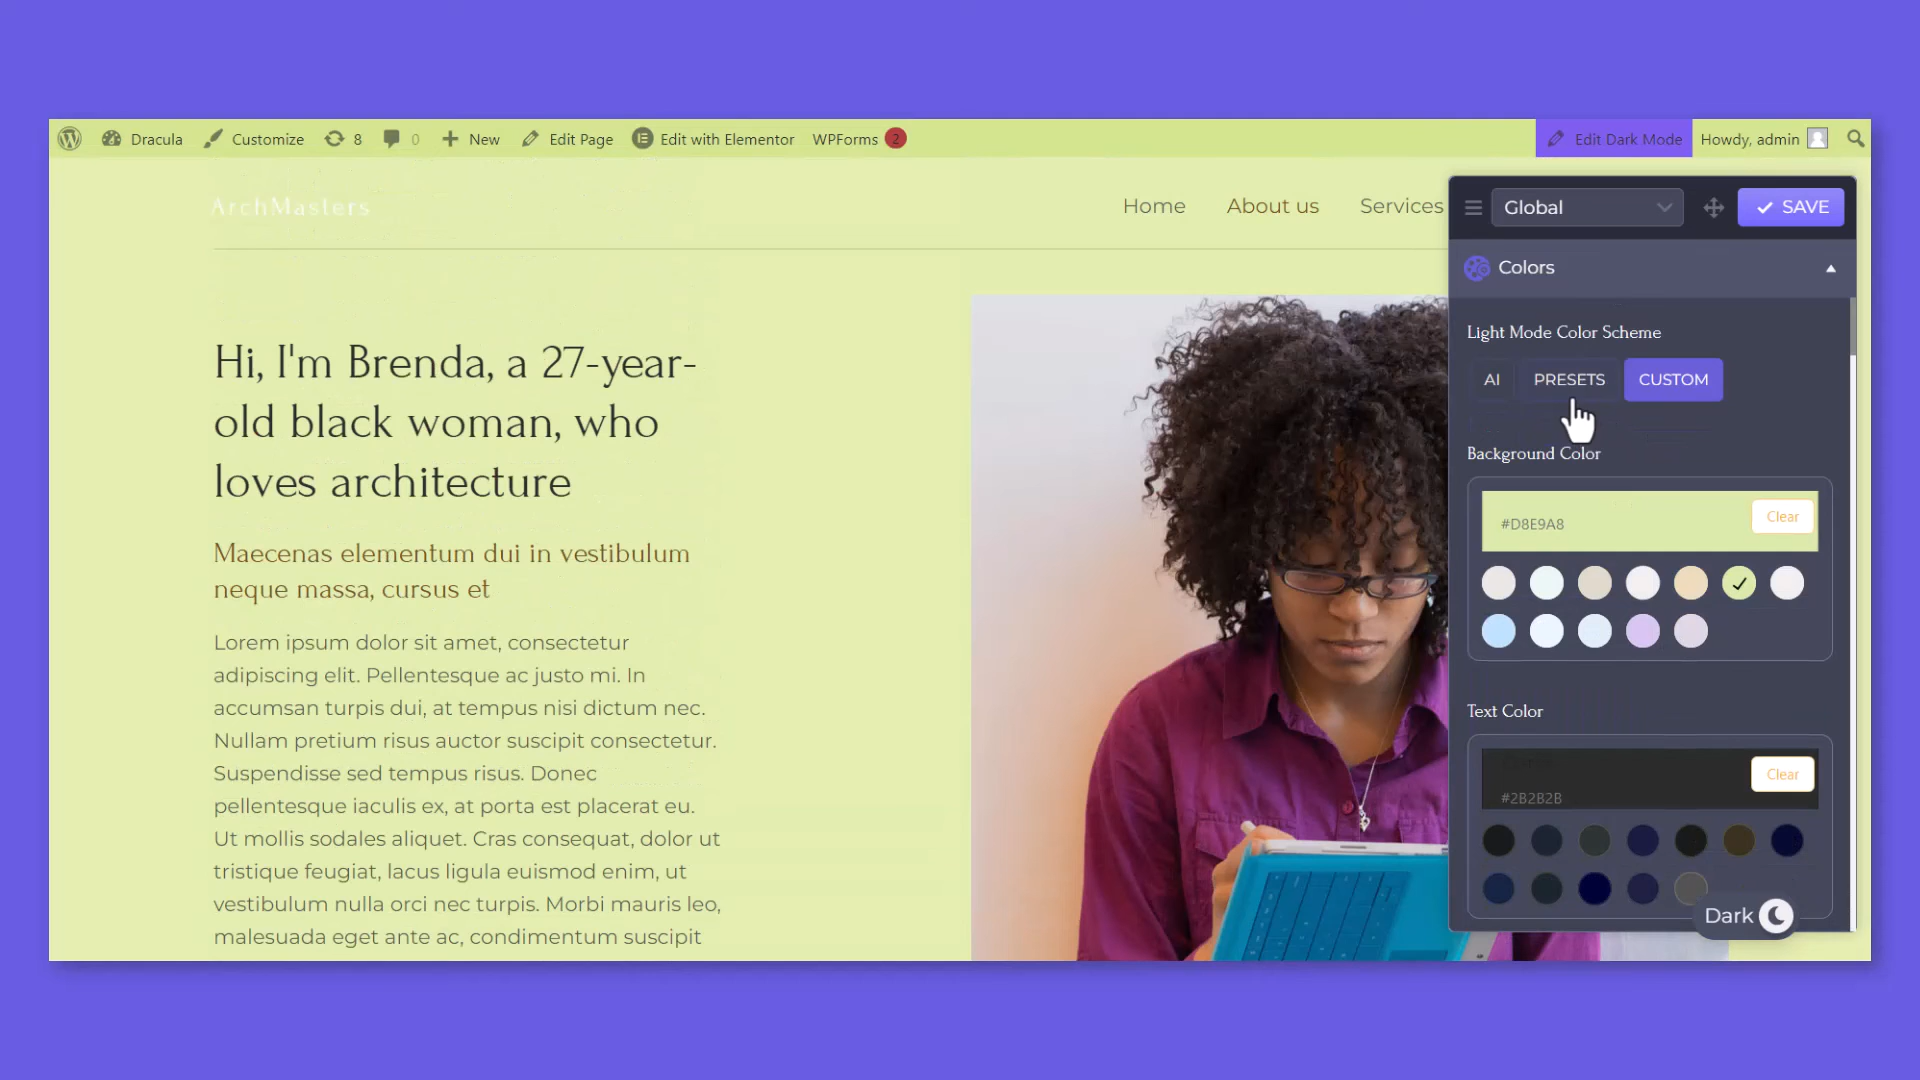 Dracula Customize 8 0 New Edit Page Edit with Elementor WPForms 2 Edit Dark Mode Howdy, admin
ArchMasters Home About us Services
Global SAVE
Colors
Light Mode Color Scheme
AI PRESETS CUSTOM
Background Color
#D8E9A8 Clear
Text Color
#2B2B2B Clear
Dark
Hi, I'm Brenda, a 27-year-
old black woman, who
loves architecture
Maecenas elementum dui in vestibulum
neque massa, cursus et
Lorem ipsum dolor sit amet, consectetur
adipiscing elit. Pellentesque ac justo mi. In
accumsan turpis dui, at tempus nisi dictum nec.
Nullam pretium risus auctor suscipit consectetur.
Suspendisse sed tempus risus. Donec
pellentesque iaculis ex, at porta est placerat eu.
Ut mollis sodales aliquet. Cras consequat, dolor ut
tristique feugiat, lacus ligula euismod enim, ut
vestibulum nulla orci nec turpis. Morbi mauris leo,
malesuada eget ante ac, condimentum suscipit